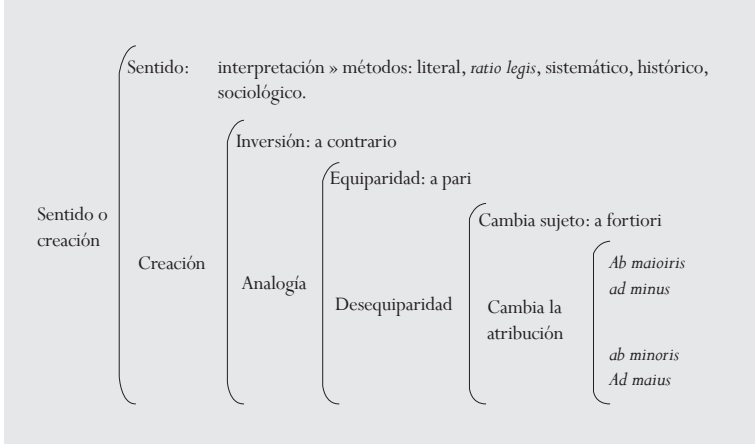 Sentido: interpretación » métodos: literal, ratio legis, sistemático, histórico,
sociológico.
Inversión: a contrario
Equiparidad: a pari
Sentido o
creación
Cambia sujeto: a fortiori
Creación
Analogía
Desequiparidad
Cambia la
atribución
Ab maioiris
ad minus
ab minoris
Ad maius